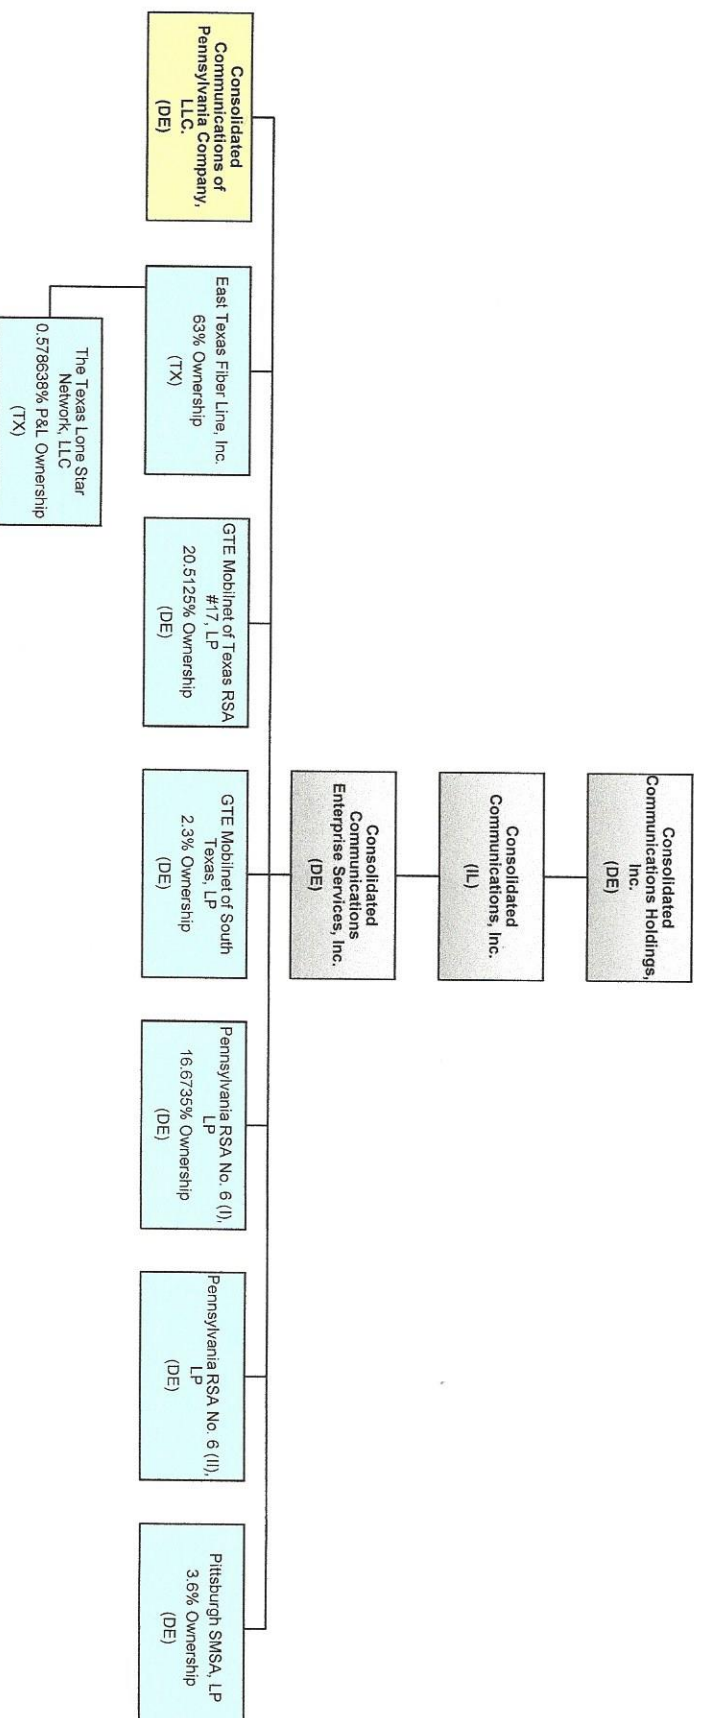 Consolidated
Communications Holdings,
Inc.
(DE)
Consolidated
Communications, Inc.
(IL)
Consolidated
Communications
Enterprise Services, Inc.
(DE)
Consolidated
Communications of
Pennsylvania Company,
LLC.
(DE)
East Texas Fiber Line, Inc.
63% Ownership
(TX)
GTE Mobilnet of Texas RSA
#17, LP
20.5125% Ownership
(DE)
GTE Mobilnet of South
Texas, LP
2.3% Ownership
(DE)
Pennsylvania RSA No. 6 (I),
LP
16.6735% Ownership
(DE)
Pennsylvania RSA No. 6 (II),
LP
(DE)
Pittsburgh SMSA, LP
3.6% Ownership
(DE)
The Texas Lone Star
Network, LLC
0.578638% P&L Ownership
(TX)